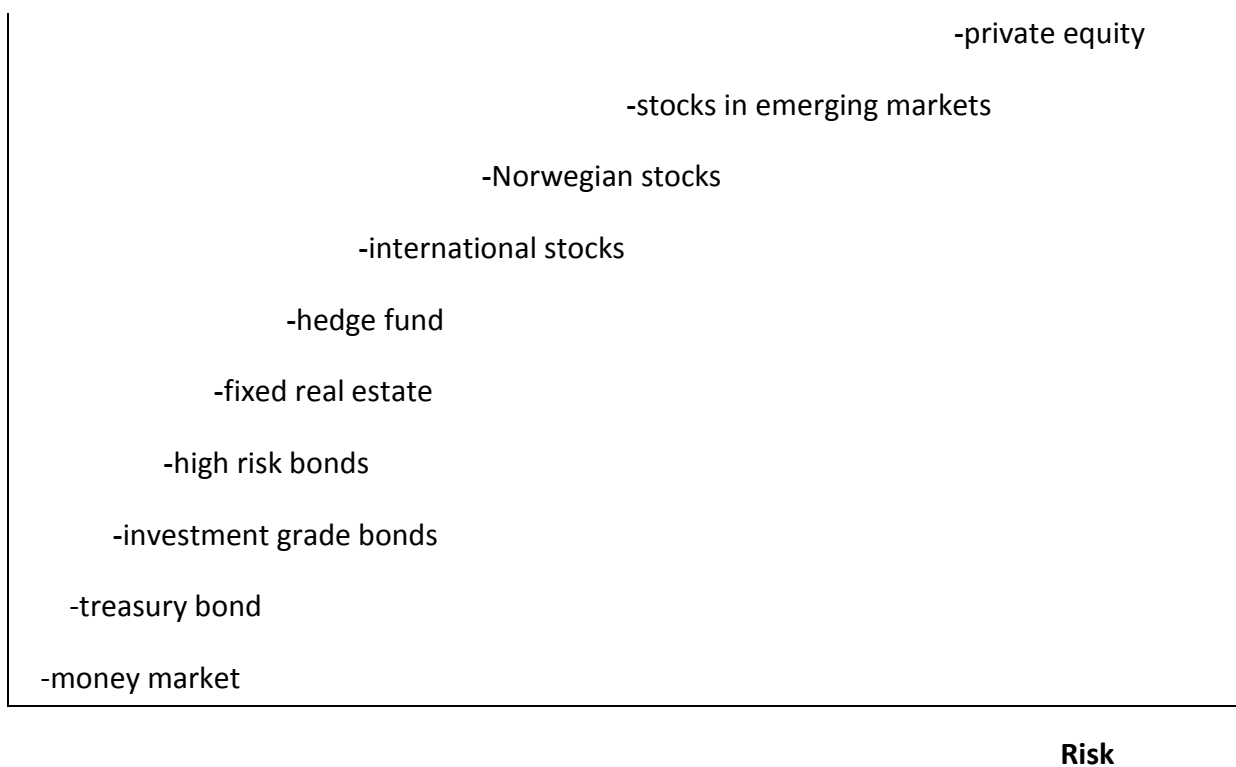 -private equity
-stocks in emerging markets
-Norwegian stocks
-international stocks
-hedge fund
-fixed real estate
-high risk bonds
-investment grade bonds
-treasury bond
-money market
Risk